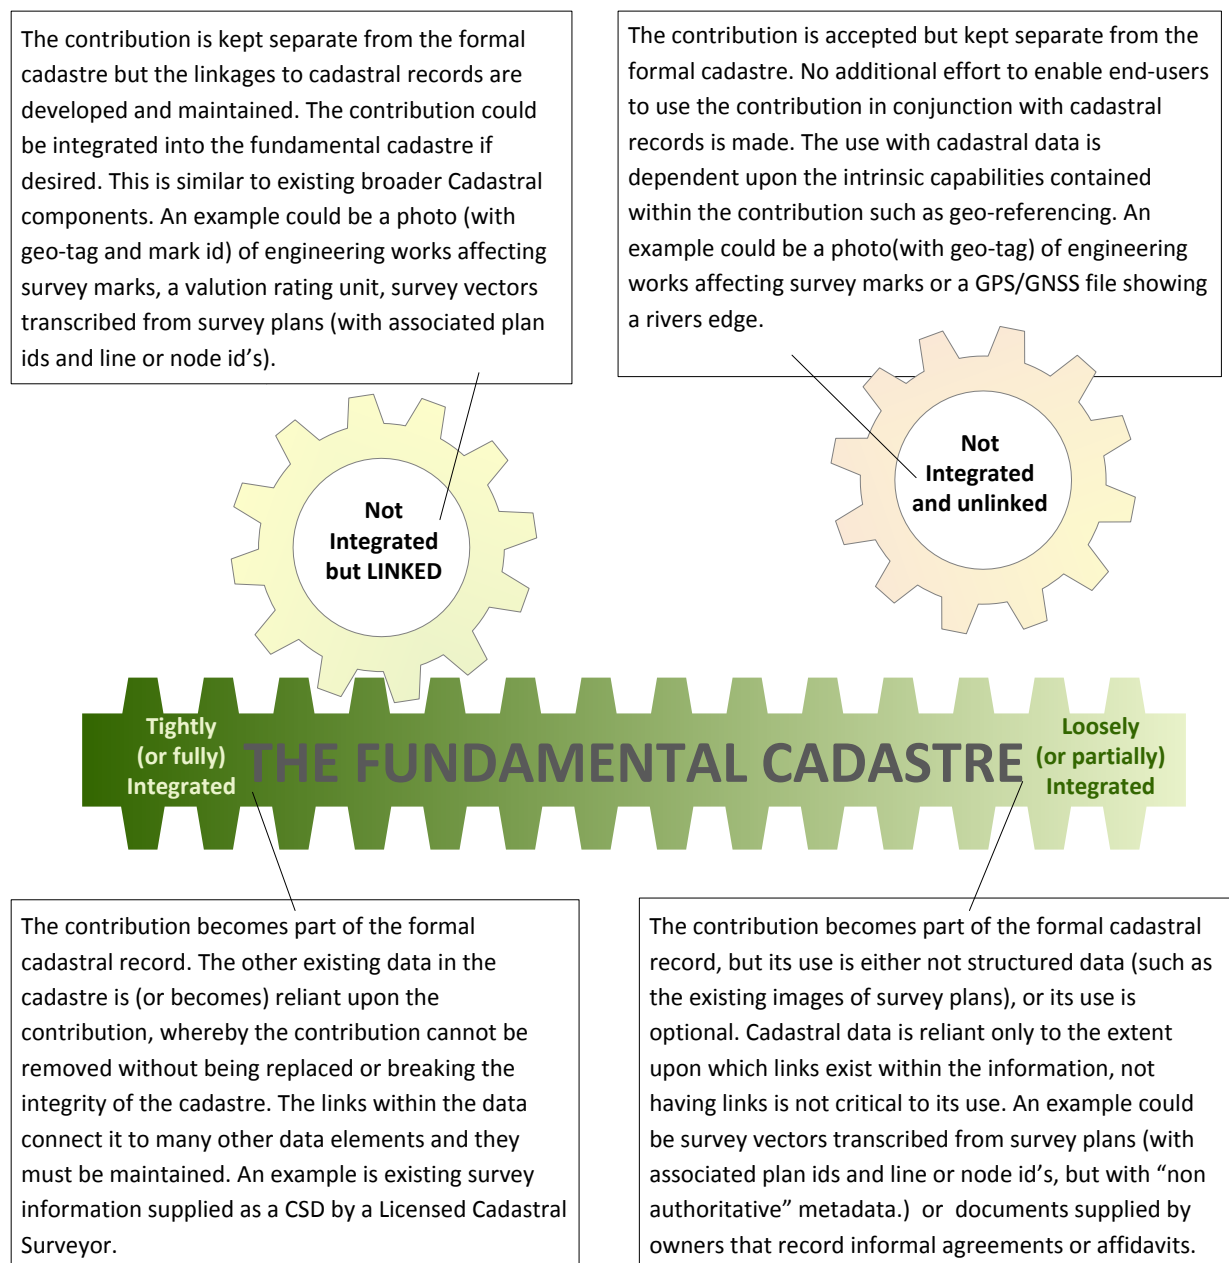 The contribution is kept separate from the formal
cadastre but the linkages to cadastral records are
developed and maintained. The contribution could
be integrated into the fundamental cadastre if
desired. This is similar to existing broader Cadastral
components. An example could be a photo (with
geo-tag and mark id) of engineering works affecting
survey marks, a valution rating unit, survey vectors
transcribed from survey plans (with associated plan
ids and line or node id’s).
The contribution is accepted but kept separate from the
formal cadastre. No additional effort to enable end-users
to use the contribution in conjunction with cadastral
records is made. The use with cadastral data is
dependent upon the intrinsic capabilities contained
within the contribution such as geo-referencing. An
example could be a photo(with geo-tag) of engineering
works affecting survey marks or a GPS/GNSS file showing
a rivers edge.
Not
Integrated
but LINKED
Not
Integrated
and unlinked
Tightly
(or fully)
Integrated
THE FUNDAMENTAL CADASTRE
Loosely
(or partially)
Integrated
The contribution becomes part of the formal
cadastral record. The other existing data in the
cadastre is (or becomes) reliant upon the
contribution, whereby the contribution cannot be
removed without being replaced or breaking the
integrity of the cadastre. The links within the data
connect it to many other data elements and they
must be maintained. An example is existing survey
information supplied as a CSD by a Licensed Cadastral
Surveyor.
The contribution becomes part of the formal cadastral
record, but its use is either not structured data (such as
the existing images of survey plans), or its use is
optional. Cadastral data is reliant only to the extent
upon which links exist within the information, not
having links is not critical to its use. An example could
be survey vectors transcribed from survey plans (with
associated plan ids and line or node id’s, but with “non
authoritative” metadata.) or documents supplied by
owners that record informal agreements or affidavits.